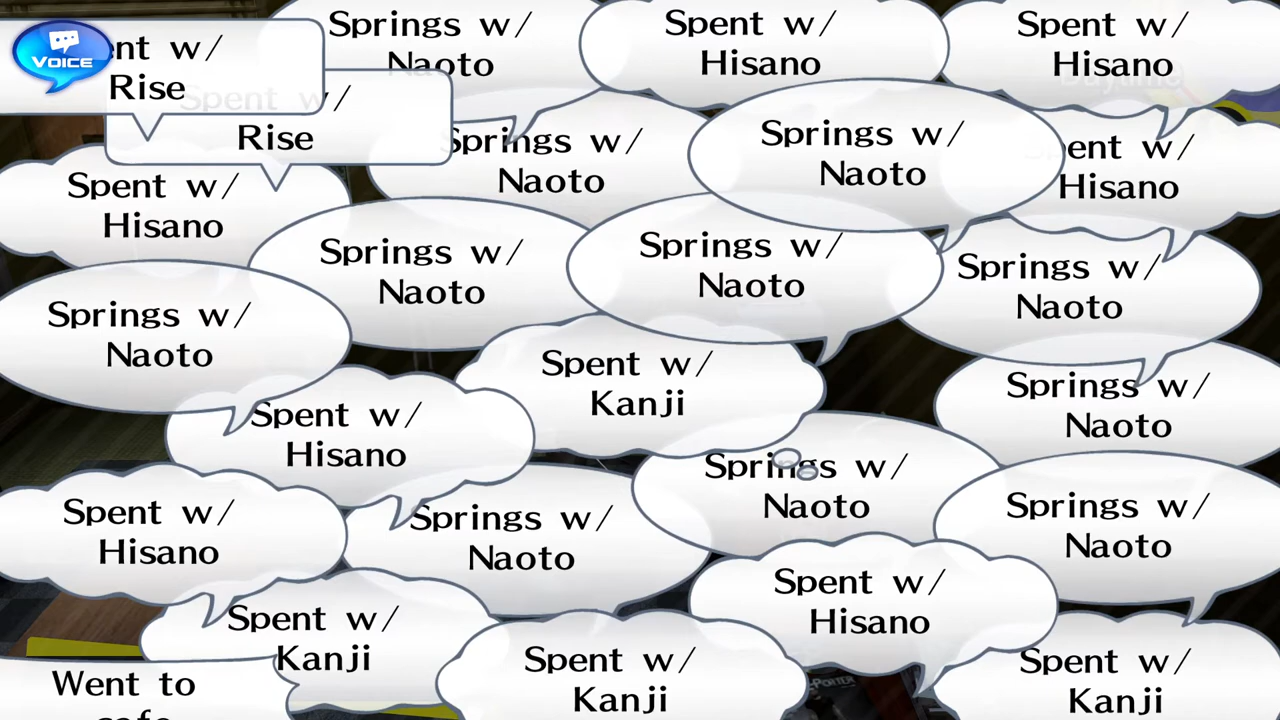 VOICE
ent w/
Rise
Spent w/
Rise
Springs w/
Naoto
Spent w/
Hisano
Spent w/
Hisano
Springs w/
Naoto
Springs w/
Naoto
ent w/
Hisano
Spent w/
Hisano
Springs w/
Naoto
Springs w/
Naoto
Springs w/
Naoto
Springs w/
Naoto
Spent w/
Kanji
Springs w/
Naoto
Spent w/
Hisano
Springs w/
Naoto
Spent w/
Hisano
Springs w/
Naoto
Springs w/
Naoto
Spent w/
Hisano
Spent w/
Kanji
Spent w/
Kanji
Spent w/
Kanji
Went to
cafe